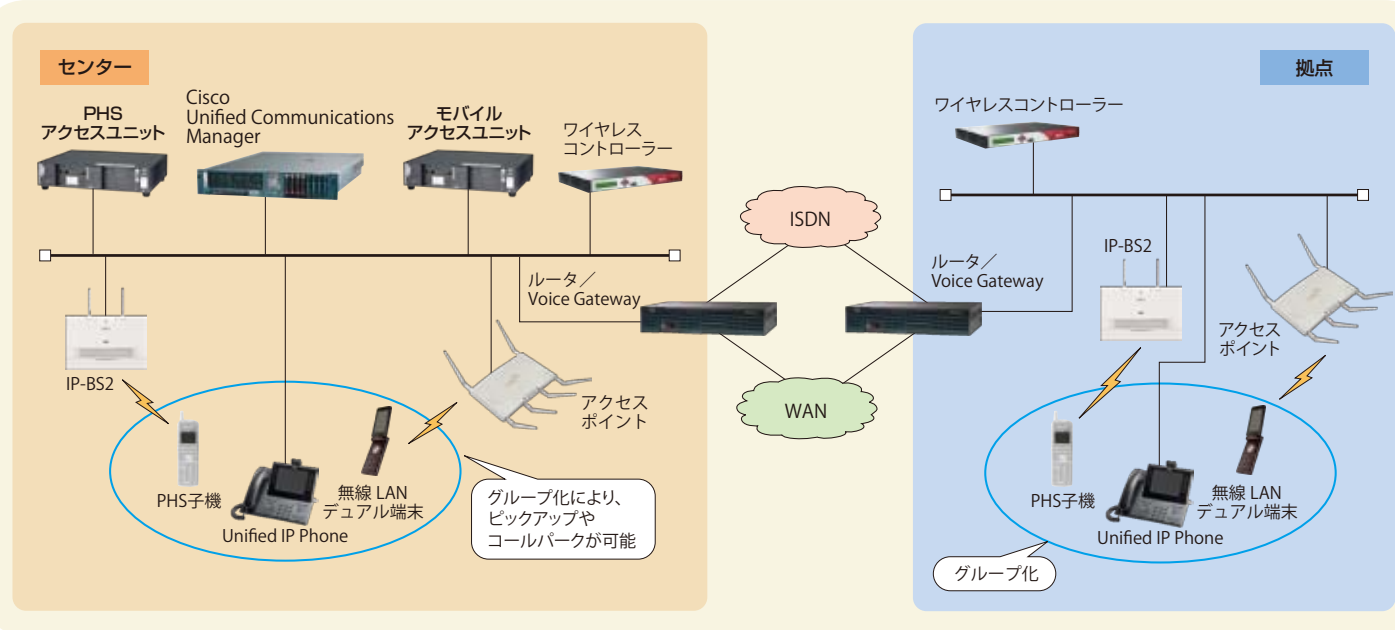 センター
PHS
アクセスユニット
Cisco
Unified Communications
Manager
モバイル
アクセスユニット
ワイヤレス
コントローラー
ルータ／
Voice Gateway
IP-BS2
アクセス
ポイント
PHS子機
Unified IP Phone
無線 LAN
デュアル端末
グループ化により、
ピックアップや
コールパークが可能
ISDN
WAN
拠点
ワイヤレスコントローラー
ルータ／
Voice Gateway
IP-BS2
アクセス
ポイント
PHS子機
Unified IP Phone
無線 LAN
デュアル端末
グループ化